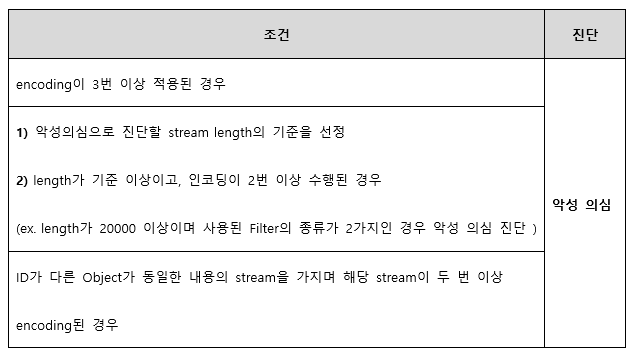 조건
진단
encoding이 3번 이상 적용된 경우
1) 악성의심으로 진단할 stream length의 기준을 선정
2) length가 기준 이상이고, 인코딩이 2번 이상 수행된 경우
(ex. length가 20000 이상이며 사용된 Filter의 종류가 2가지인 경우 악성 의심 진단 )
악성 의심
ID가 다른 Object가 동일한 내용의 stream을 가지며 해당 stream이 두 번 이상
encoding된 경우